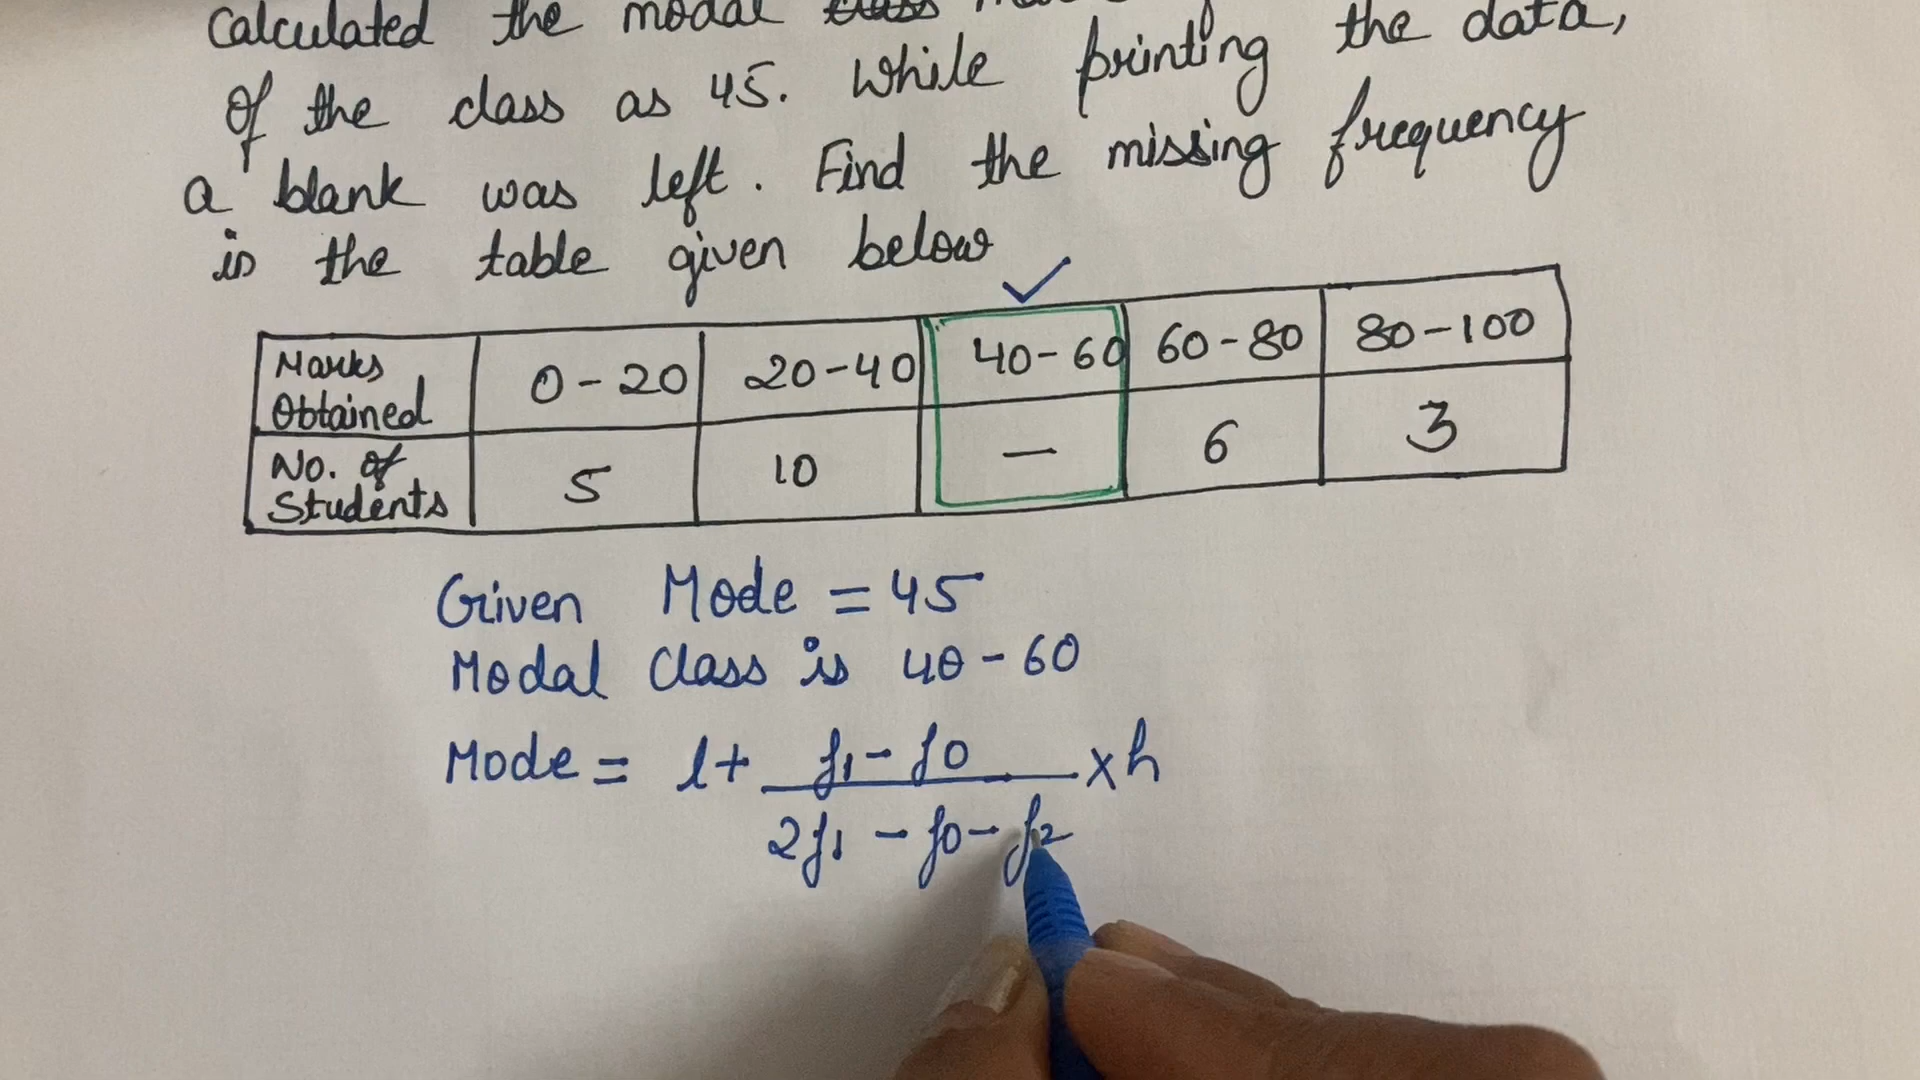 Calculated the modal
of the class as 45. While printing the data,
a blank was left. Find the missing frequency
in the table given below
Marks Obtained 0-20 20-40 40-60 60-80 80-100
No. of Students 5 10 — 6 3
Given Mode = 45
Modal Class is 40-60
Mode = l + f1 - f0 × h
2f1 - f0 - f2